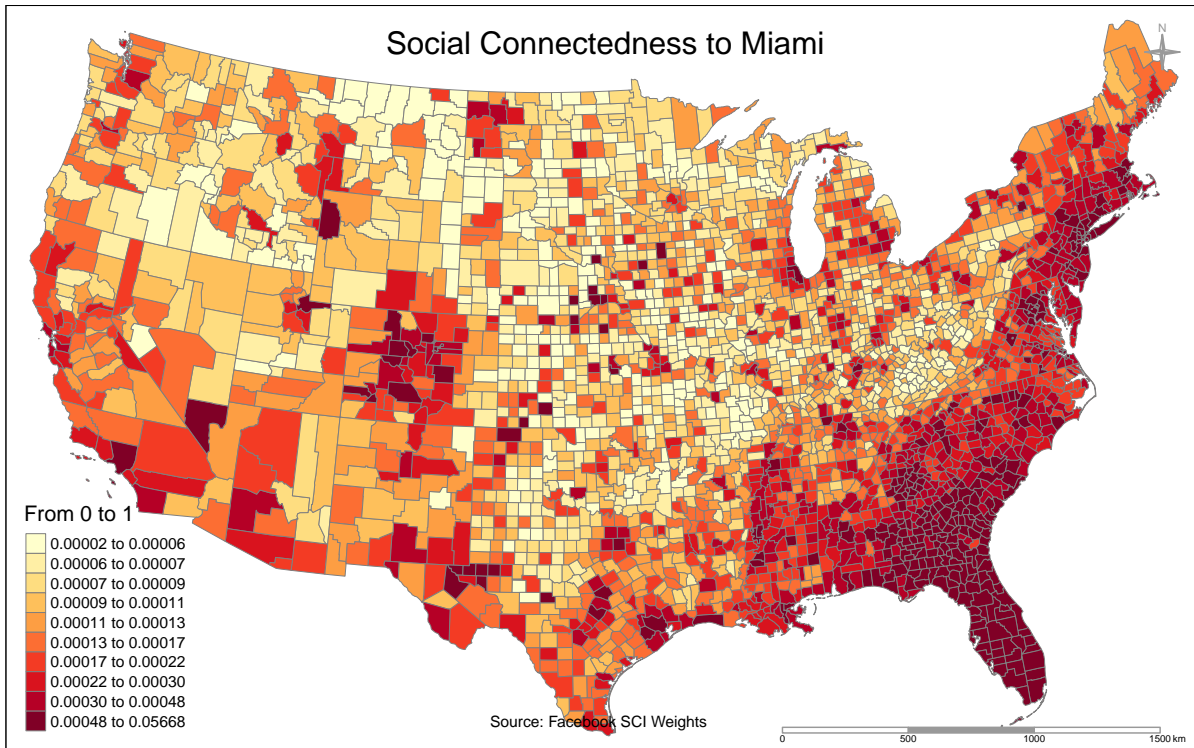 Social Connectedness to Miami
N
From 0 to 1
0.00002 to 0.00006
0.00006 to 0.00007
0.00007 to 0.00009
0.00009 to 0.00011
0.00011 to 0.00013
0.00013 to 0.00017
0.00017 to 0.00022
0.00022 to 0.00030
0.00030 to 0.00048
0.00048 to 0.05668
Source: Facebook SCI Weights
0 500 1000 1500 km